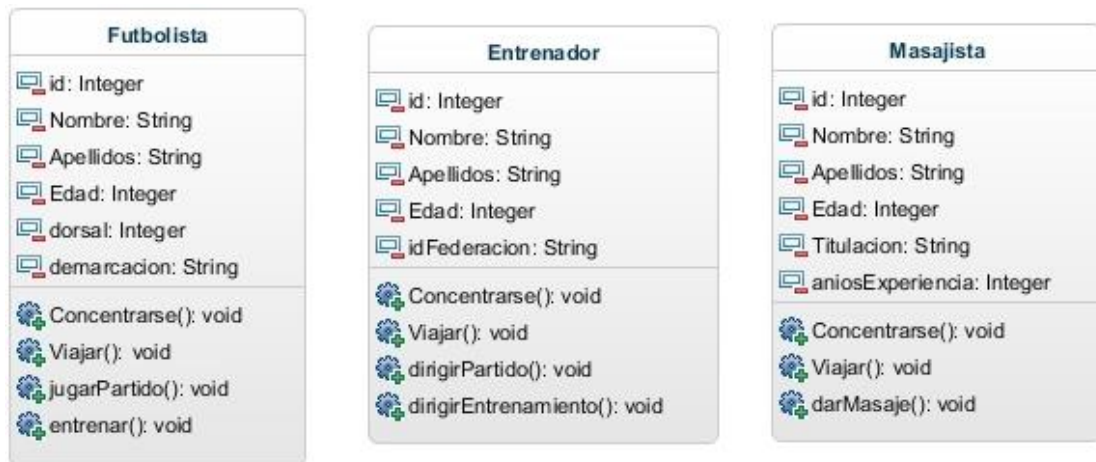 Futbolista
id: Integer
Nombre: String
Apellidos: String
Edad: Integer
dorsal: Integer
demarcacion: String
Concentrarse(): void
Viajar(): void
jugarPartido(): void
entrenar(): void
Entrenador
id: Integer
Nombre: String
Apellidos: String
Edad: Integer
idFederacion: String
Concentrarse(): void
Viajar(): void
dirigirPartido(): void
dirigirEntrenamiento(): void
Masajista
id: Integer
Nombre: String
Apellidos: String
Edad: Integer
Titulacion: String
aniosExperiencia: Integer
Concentrarse(): void
Viajar(): void
darMasaje(): void